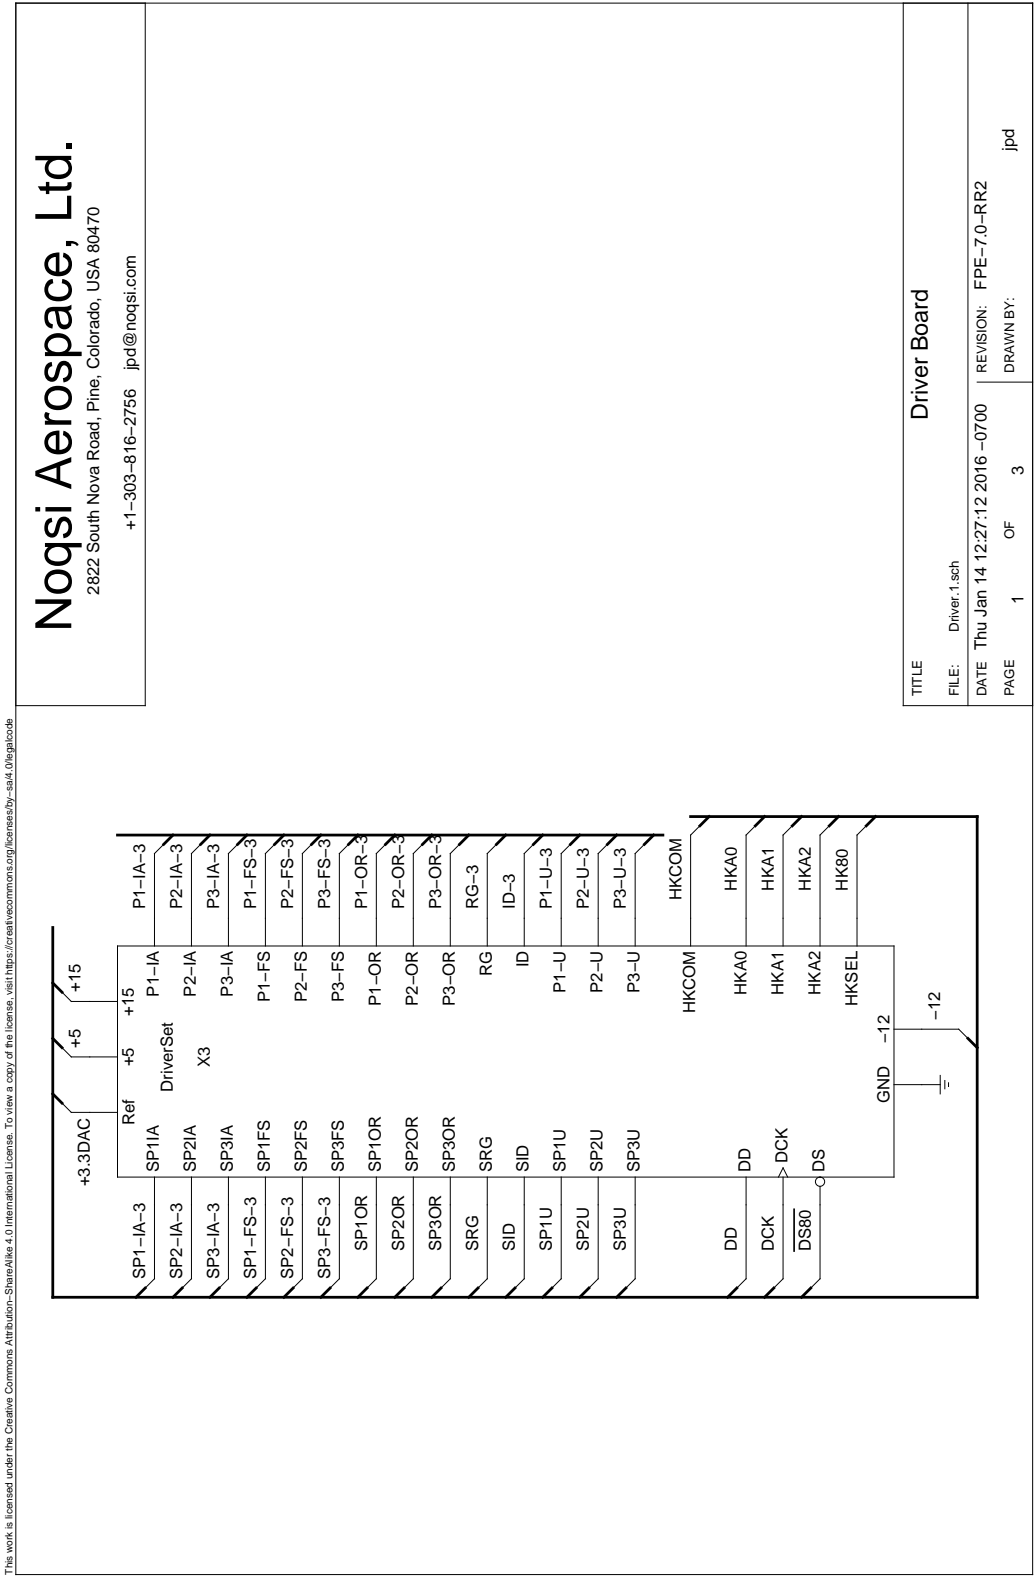 This work is licensed under the Creative Commons Attribution−ShareAlike 4.0 International License. To view a copy of the license, visit https://creativecommons.org/licenses/by−sa/4.0/legalcode
Noqsi Aerospace, Ltd.
2822 South Nova Road, Pine, Colorado, USA 80470
+1−303−816−2756 jpd@noqsi.com
+3.3DAC
+5
+15
Ref
+5
+15
DriverSet
X3
SP1−IA−3 SP1IA P1−IA P1−IA−3
SP2−IA−3 SP2IA P2−IA P2−IA−3
SP3−IA−3 SP3IA P3−IA P3−IA−3
SP1−FS−3 SP1FS P1−FS P1−FS−3
SP2−FS−3 SP2FS P2−FS P2−FS−3
SP3−FS−3 SP3FS P3−FS P3−FS−3
SP1OR SP1OR P1−OR P1−OR−3
SP2OR SP2OR P2−OR P2−OR−3
SP3OR SP3OR P3−OR P3−OR−3
SRG SRG RG RG−3
SID SID ID ID−3
SP1U SP1U P1−U P1−U−3
SP2U SP2U P2−U P2−U−3
SP3U SP3U P3−U P3−U−3
HKCOM HKCOM
DD DD HKA0 HKA0
DCK DCK HKA1 HKA1
DS80 DS HKA2 HKA2
HKSEL HK80
GND −12
−12
TITLE
Driver Board
FILE: Driver.1.sch
DATE Thu Jan 14 12:27:12 2016 −0700 REVISION: FPE−7.0−RR2
PAGE 1 OF 3 DRAWN BY: jpd